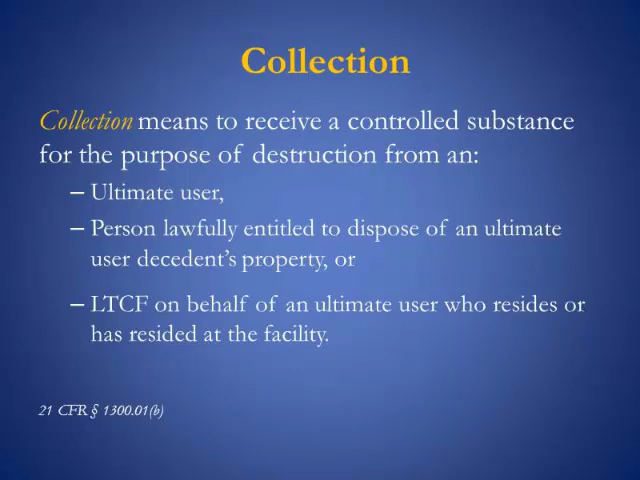 Collection
Collection means to receive a controlled substance
for the purpose of destruction from an:
– Ultimate user,
– Person lawfully entitled to dispose of an ultimate
user decedent’s property, or
– LTCF on behalf of an ultimate user who resides or
has resided at the facility.
21 CFR § 1300.01(b)